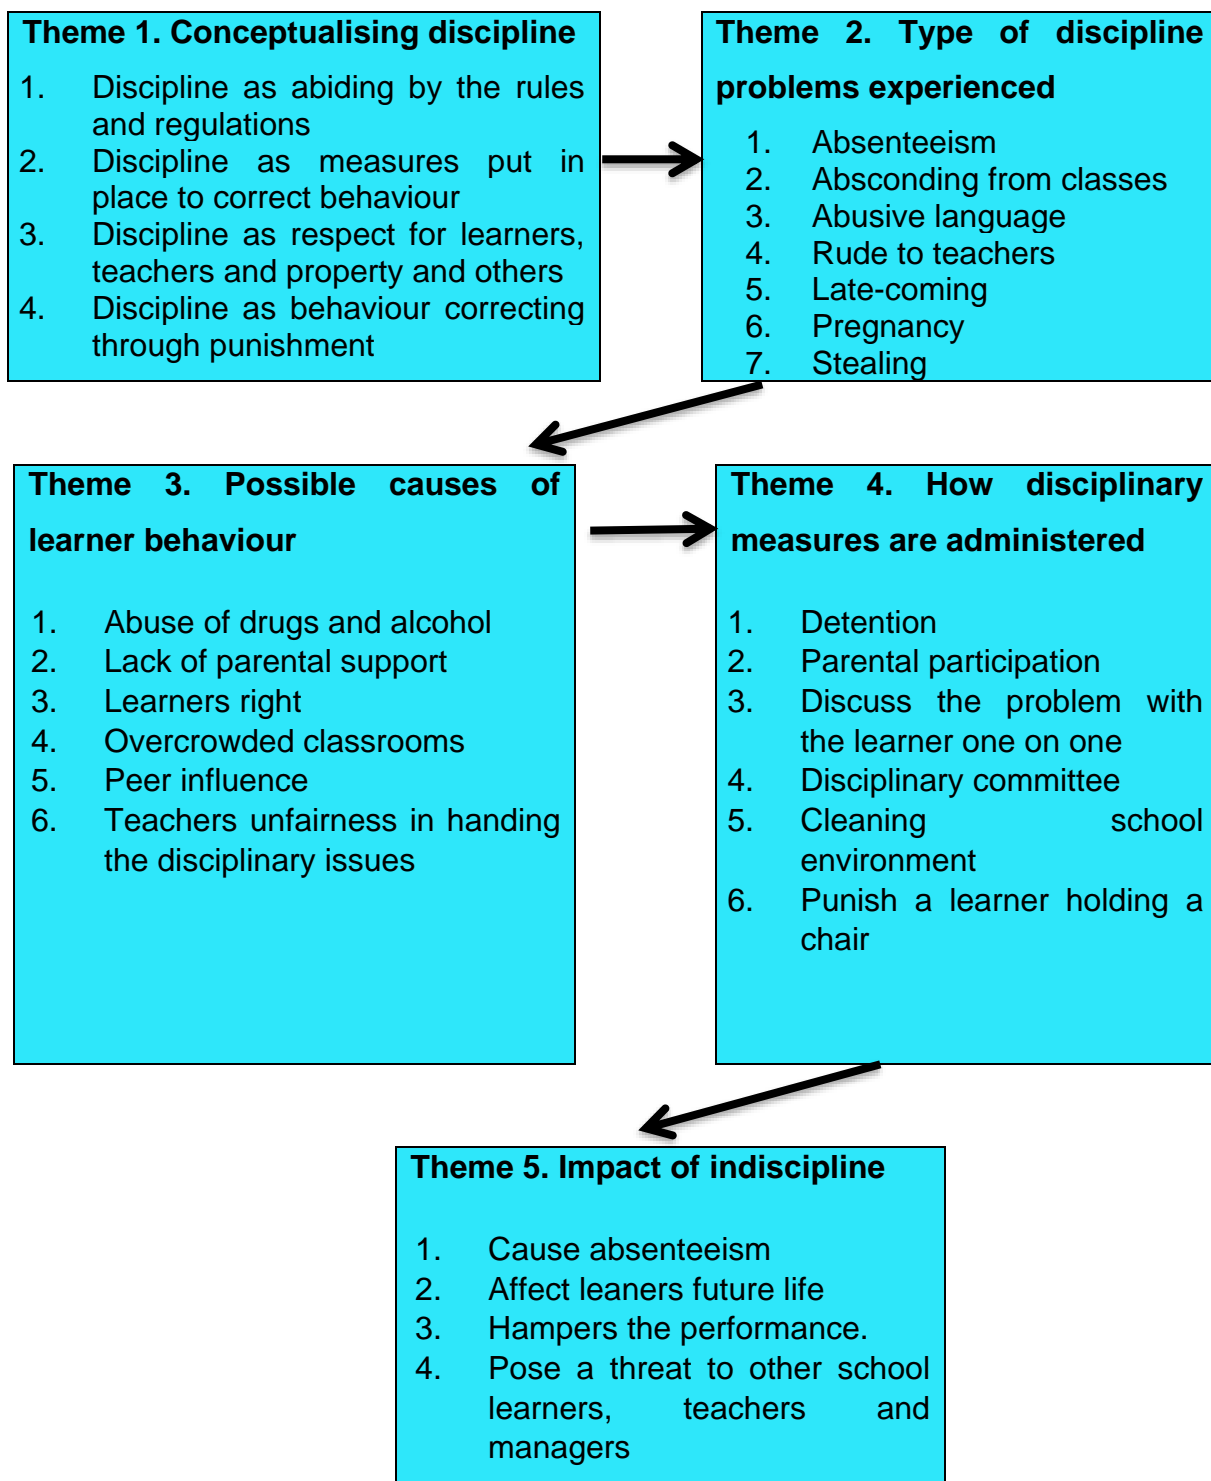 Theme 1. Conceptualising discipline
1. Discipline as abiding by the rules
and regulations
2. Discipline as measures put in
place to correct behaviour
3. Discipline as respect for learners,
teachers and property and others
4. Discipline as behaviour correcting
through punishment
Theme 2. Type of discipline
problems experienced
1. Absenteeism
2. Absconding from classes
3. Abusive language
4. Rude to teachers
5. Late-coming
6. Pregnancy
7. Stealing
Theme 3. Possible causes of
learner behaviour
1. Abuse of drugs and alcohol
2. Lack of parental support
3. Learners right
4. Overcrowded classrooms
5. Peer influence
6. Teachers unfairness in handing
the disciplinary issues
Theme 4. How disciplinary
measures are administered
1. Detention
2. Parental participation
3. Discuss the problem with
the learner one on one
4. Disciplinary committee
5. Cleaning school
environment
6. Punish a learner holding a
chair
Theme 5. Impact of indiscipline
1. Cause absenteeism
2. Affect leaners future life
3. Hampers the performance.
4. Pose a threat to other school
learners, teachers and
managers